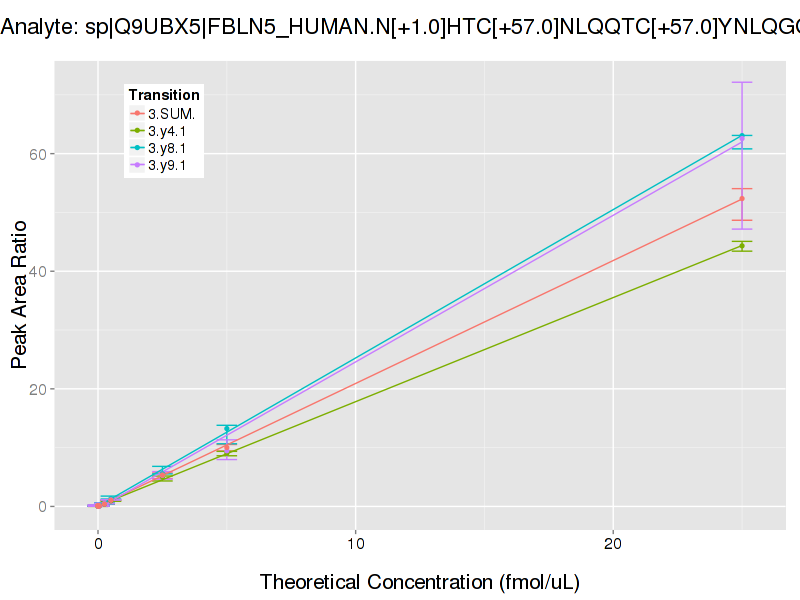 Analyte: sp|Q9UBX5|FBLN5_HUMAN.N[+1.0]HTC[+57.0]NLQQTC[+57.0]YNLQGG
Transition
3.SUM.
3.y4.1
3.y8.1
3.y9.1
60
40
20
0
Peak Area Ratio
0 10 20
Theoretical Concentration (fmol/uL)